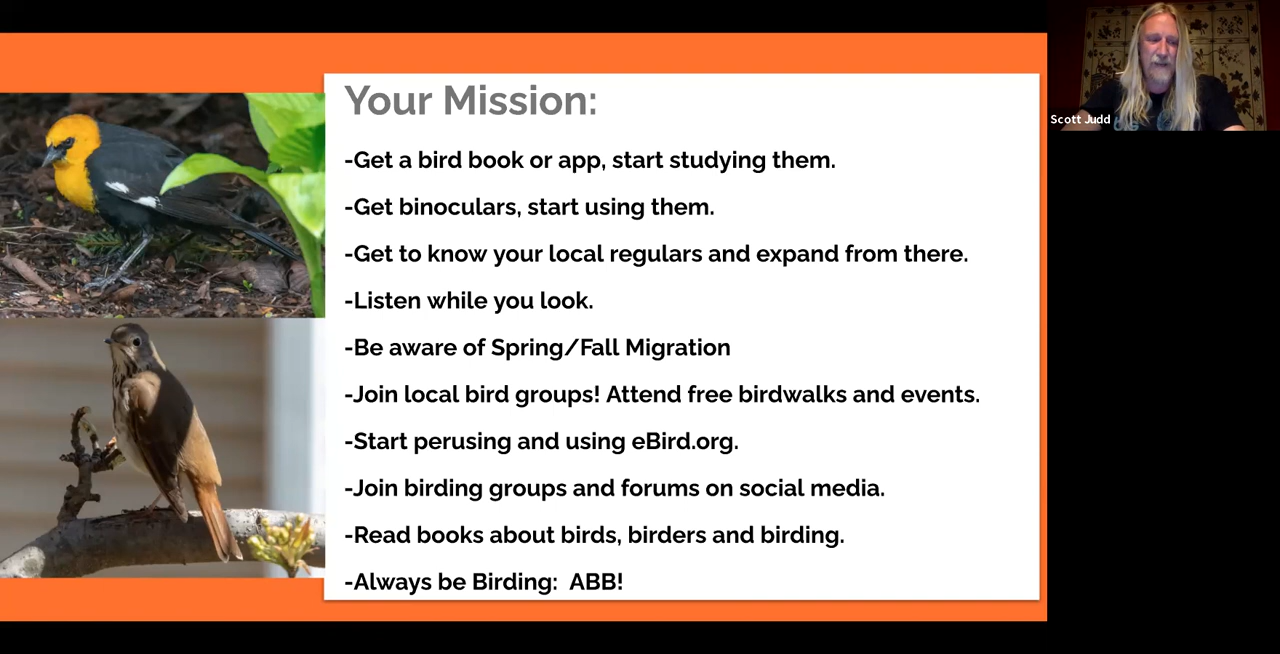 Your Mission:
-Get a bird book or app, start studying them.
-Get binoculars, start using them.
-Get to know your local regulars and expand from there.
-Listen while you look.
-Be aware of Spring/Fall Migration
-Join local bird groups! Attend free birdwalks and events.
-Start perusing and using eBird.org.
-Join birding groups and forums on social media.
-Read books about birds, birders and birding.
-Always be Birding:  ABB!
Scott Judd